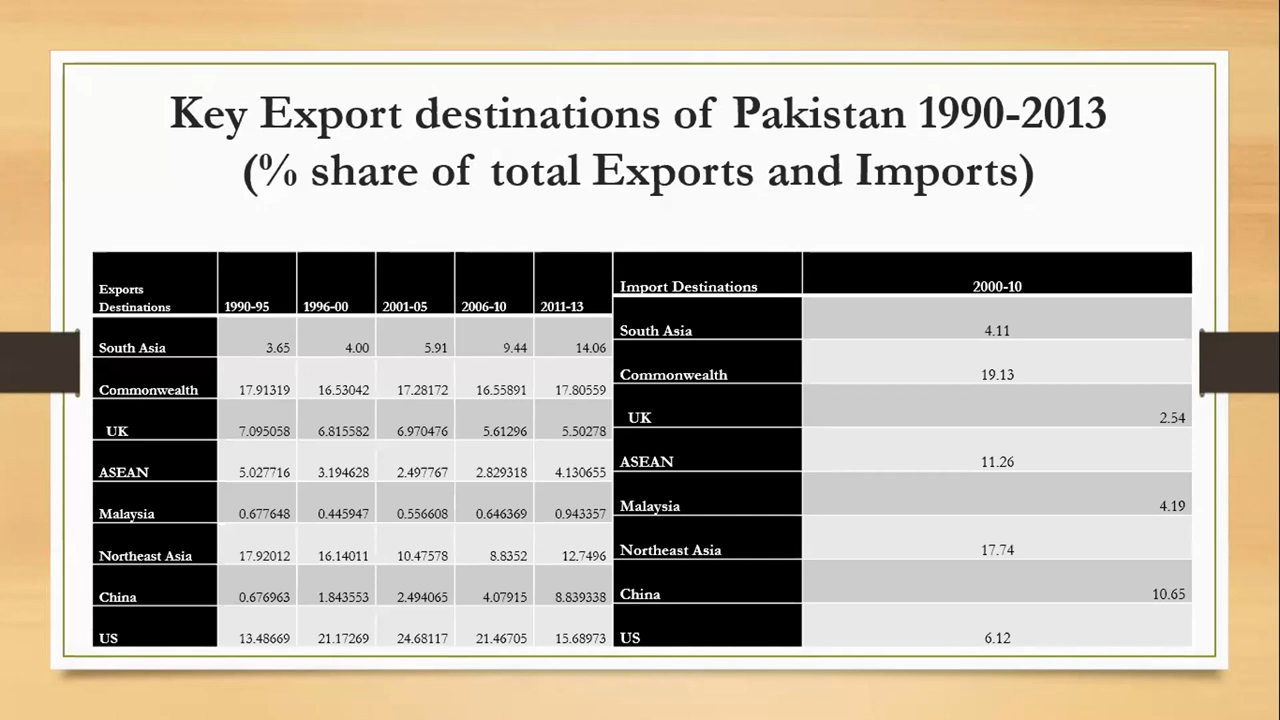 Key Export destinations of Pakistan 1990-2013
(% share of total Exports and Imports)
Exports
Destinations 1990-95 1996-00 2001-05 2006-10 2011-13
South Asia 3.65 4.00 5.91 9.44 14.06
Commonwealth 17.91319 16.53042 17.28172 16.55891 17.80559
UK 7.095058 6.815582 6.970476 5.61296 5.50278
ASEAN 5.027716 3.194628 2.497767 2.829318 4.130655
Malaysia 0.677648 0.445947 0.556608 0.646369 0.943357
Northeast Asia 17.92012 16.14011 10.47578 8.8352 12.7496
China 0.676963 1.843553 2.494065 4.07915 8.839338
US 13.48669 21.17269 24.68117 21.46705 15.68973
Import Destinations 2000-10
South Asia 4.11
Commonwealth 19.13
UK 2.54
ASEAN 11.26
Malaysia 4.19
Northeast Asia 17.74
China 10.65
US 6.12